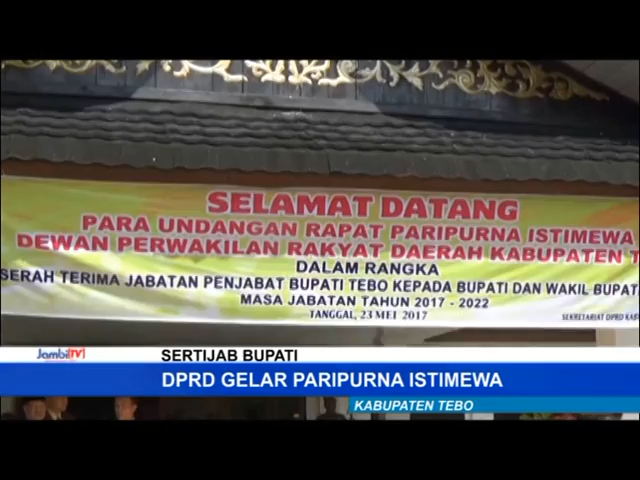 SELAMAT DATANG
PARA UNDANGAN RAPAT PARIPURNA ISTIMEWA
DEWAN PERWAKILAN RAKYAT DAERAH KABUPATEN T
DALAM RANGKA
SERAH TERIMA JABATAN PENJABAT BUPATI TEBO KEPADA BUPATI DAN WAKIL BUPAT
MASA JABATAN TAHUN 2017 - 2022
TANGGAL, 23 MEI 2017
SEKRETARIAT DPRD KABU
JambiTV
SERTIJAB BUPATI
DPRD GELAR PARIPURNA ISTIMEWA
KABUPATEN TEBO